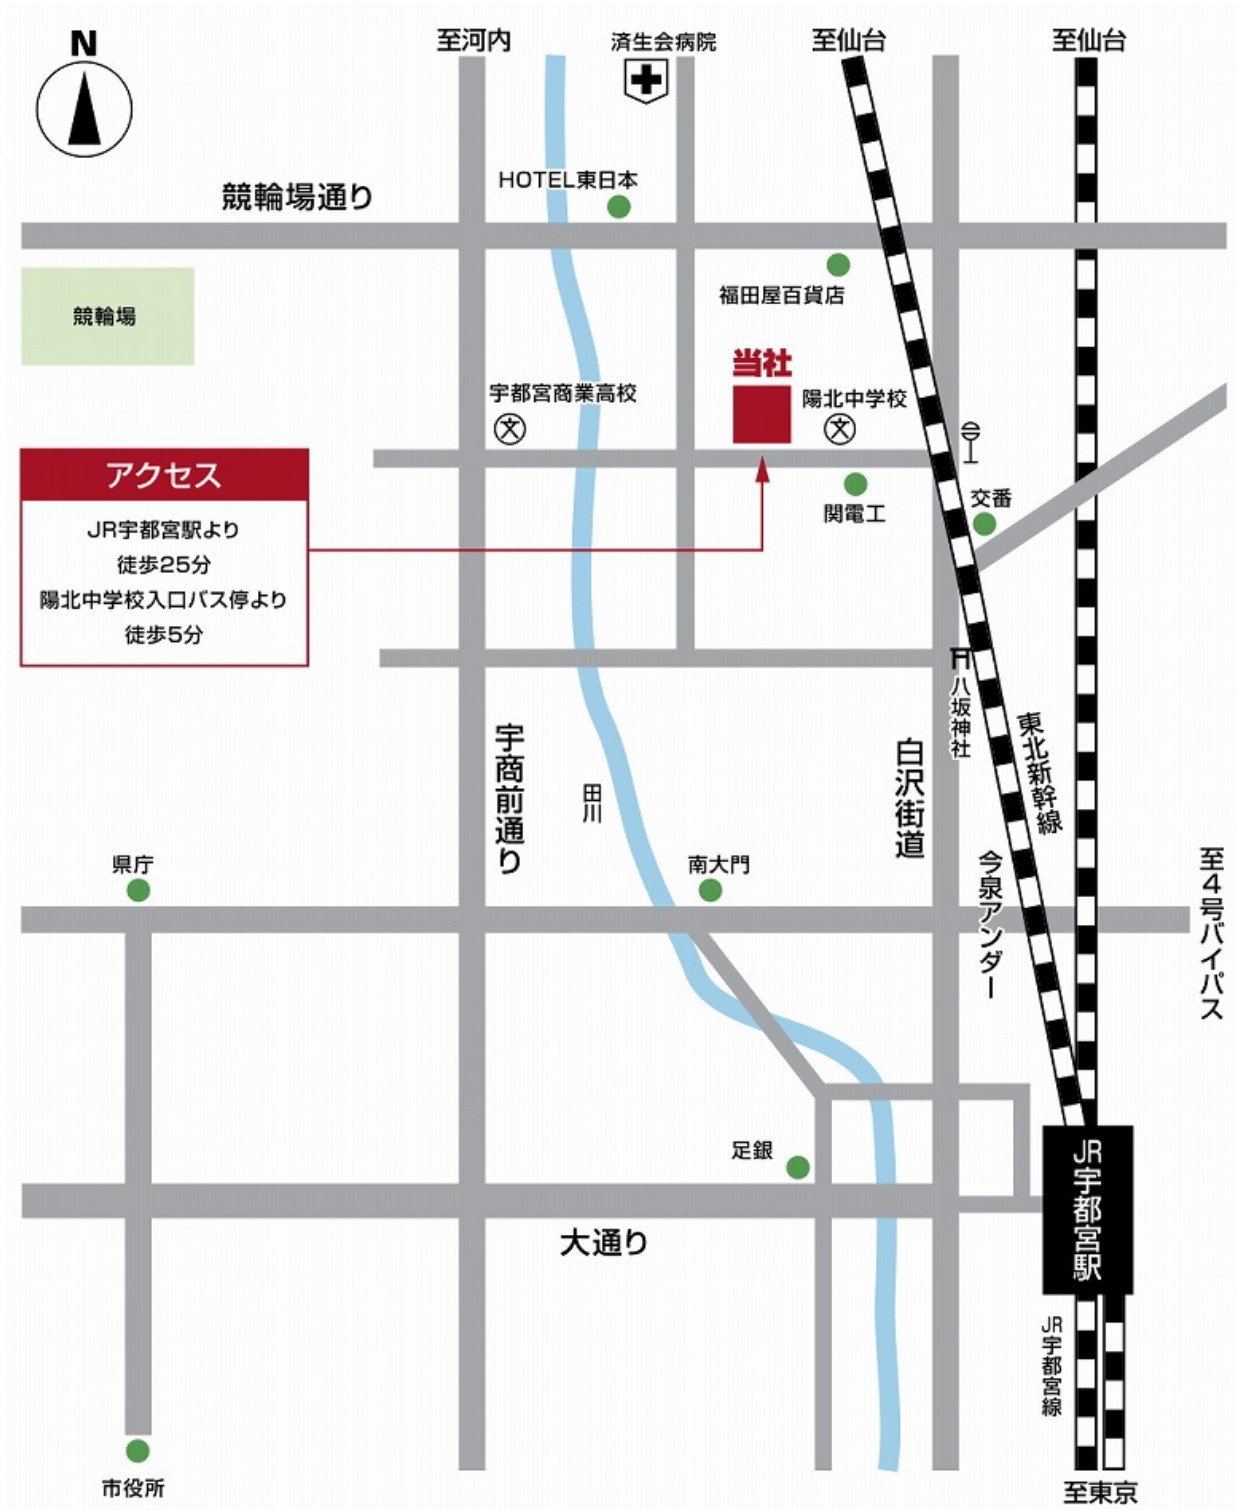 N
至河内
済生会病院
至仙台
至仙台
HOTEL東日本
競輪場通り
福田屋百貨店
競輪場
当社
宇都宮商業高校
文
陽北中学校
文
アクセス
JR宇都宮駅より
徒歩25分
陽北中学校入口バス停より
徒歩5分
関電工
交番
八坂神社
東北新幹線
宇商前通り
田川
白沢街道
今泉アンダー
至4号バイパス
県庁
南大門
足銀
大通り
JR宇都宮駅
JR宇都宮線
市役所
至東京